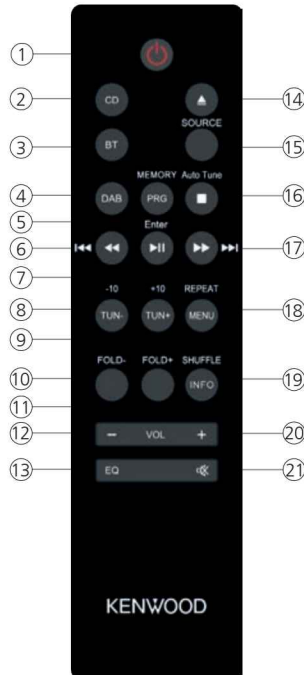 ①
② CD ⑭
SOURCE
③ BT ⑮
MEMORY Auto Tune
④ DAB PRG ⑯
⑤ Enter
⑥ ⑰
⑦
-10 +10 REPEAT
⑧ TUN- TUN+ MENU ⑱
⑨
FOLD- FOLD+ SHUFFLE
⑩ INFO ⑲
⑪
⑫ − VOL + ⑳
⑬ EQ ㉑
KENWOOD